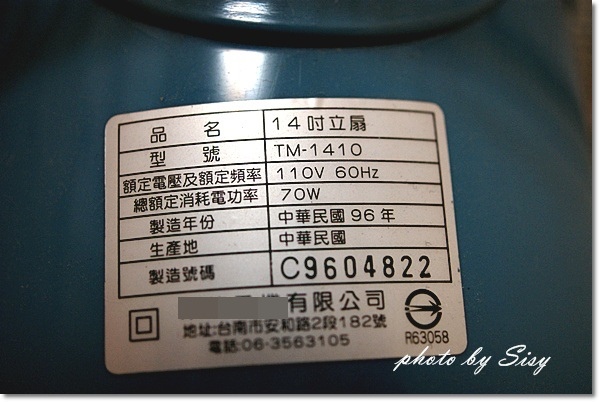 品名 14吋立扇
型號 TM-1410
額定電壓及額定頻率 110V 60Hz
總額定消耗電功率 70W
製造年份 中華民國96年
生產地 中華民國
製造號碼 C9604822
有限公司
地址:台南市安和路2段182號
電話:06-3563105
R63058
photo by Sisy